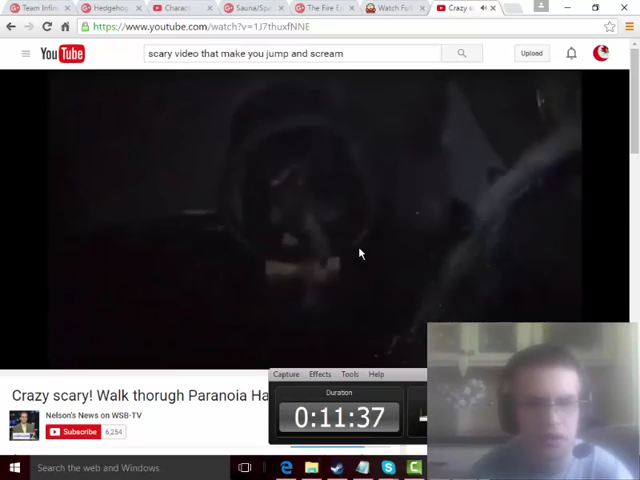 Team Infin
Hedgehog
Charact
Sauna/Spa
The Fire E
Watch Full
Crazy s
https://www.youtube.com/watch?v=1J7thuxfNNE
YouTube
scary video that make you jump and scream
Upload
Capture Effects Tools Help
Duration
0:11:37
Crazy scary! Walk thorugh Paranoia Ha
Nelson's News on WSB-TV
Subscribe 6,254
Search the web and Windows